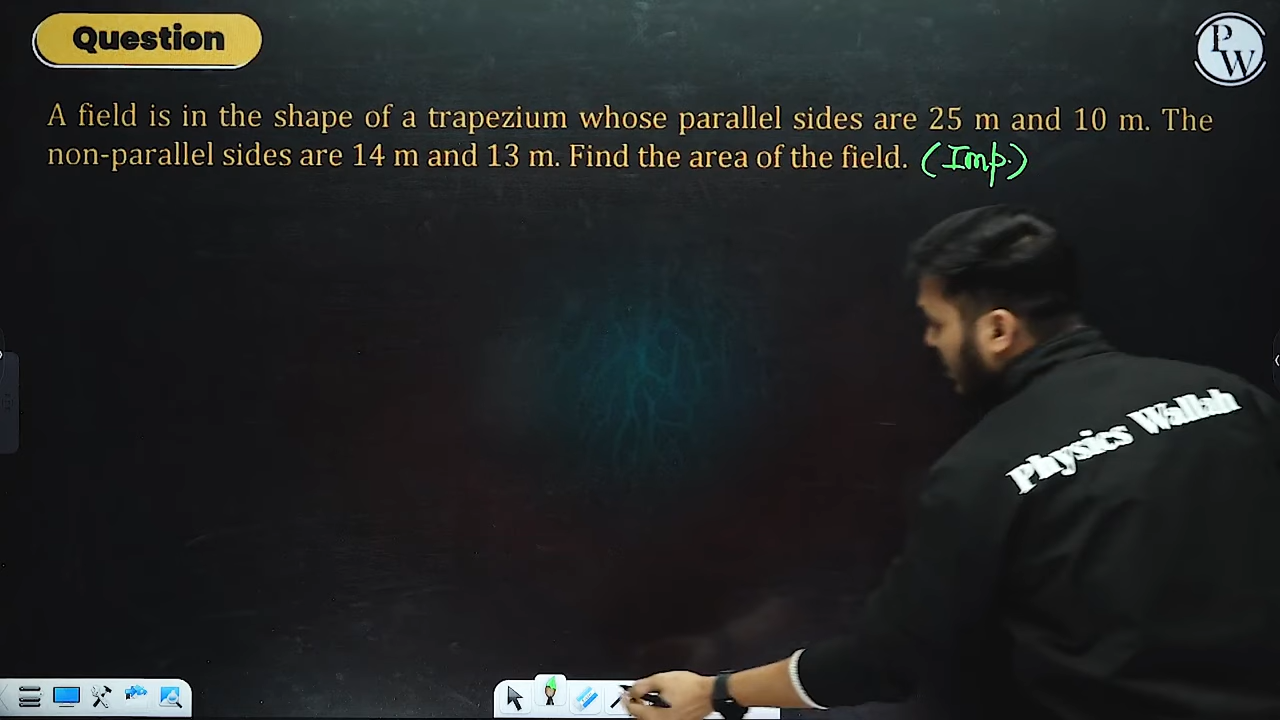 Question
PW
A field is in the shape of a trapezium whose parallel sides are 25 m and 10 m. The
non-parallel sides are 14 m and 13 m. Find the area of the field. (Imp.)
Physics Wallah